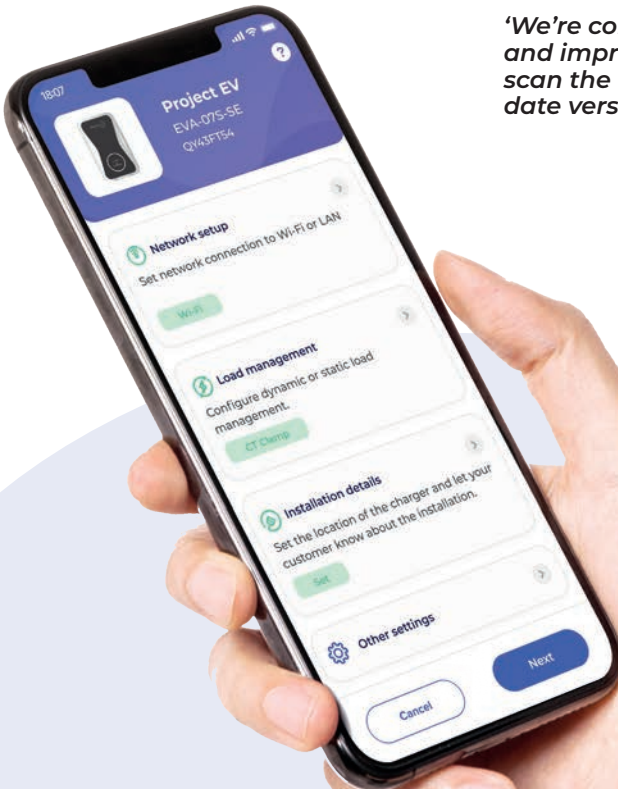 ‘We’re co
and impr
scan the
date vers
18:07
?
Project EV
EVA-07S-SE
QY43FTS4
Network setup
Set network connection to Wi-Fi or LAN
Wi-Fi
Load management
Configure dynamic or static load
management.
CT Clamp
Installation details
Set the location of the charger and let your
customer know about the installation.
Set
Other settings
Cancel
Next